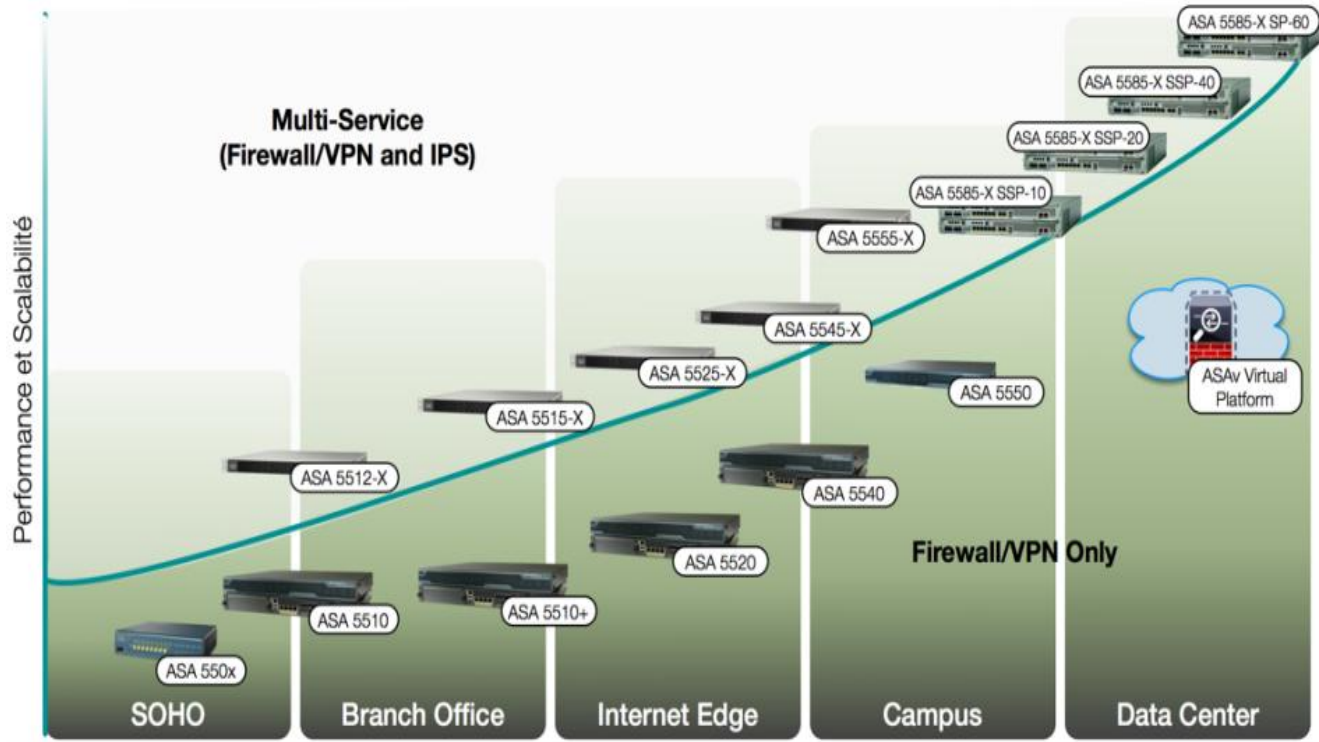 ASA 5585-X SP-60
ASA 5585-X SSP-40
Multi-Service
(Firewall/VPN and IPS)
ASA 5585-X SSP-20
ASA 5585-X SSP-10
ASA 5555-X
Performance et Scalabilité
ASA 5545-X
ASA 5525-X
ASA 5550
ASAv Virtual
Platform
ASA 5515-X
ASA 5512-X
ASA 5540
Firewall/VPN Only
ASA 5520
ASA 5510
ASA 5510+
ASA 550x
SOHO
Branch Office
Internet Edge
Campus
Data Center